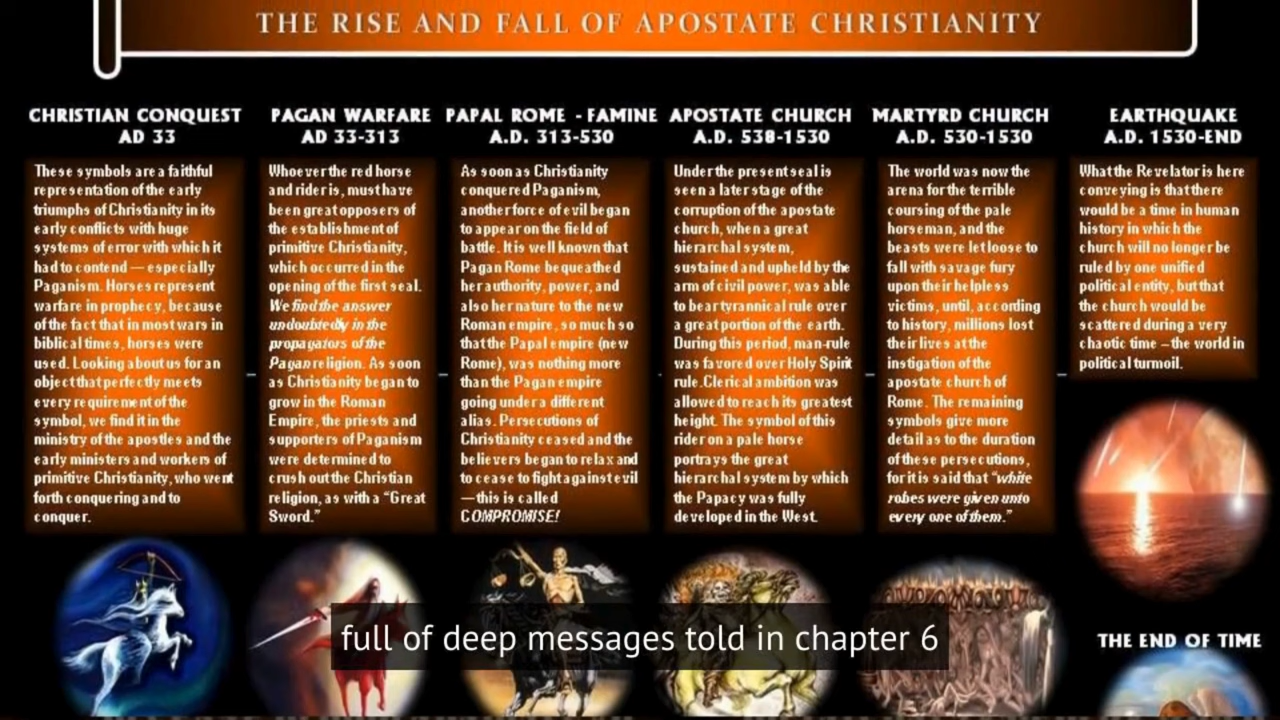 THE RISE AND FALL OF APOSTATE CHRISTIANITY
CHRISTIAN CONQUEST
AD 33
These symbols are a faithful
representation of the early
triumphs of Christianity in its
early conflicts with huge
systems of error with which it
had to contend — especially
Paganism. Horses represent
warfare in prophecy, because
of the fact that in most wars in
biblical times, horses were
used. Looking about us for an
object that perfectly meets
every requirement of the
symbol, we find it in the
ministry of the apostles and the
early ministers and workers of
primitive Christianity, who went
forth conquering and to
conquer.
PAGAN WARFARE
AD 33-313
Whoever the red horse
and rider is, must have
been great opposers of
the establishment of
primitive Christianity,
which occurred in the
opening of the first seal.
We find the answer
undoubtedly in the
propagators of the
Pagan religion. As soon
as Christianity began to
grow in the Roman
Empire, the priests and
supporters of Paganism
were determined to
crush out the Christian
religion, as with a “Great
Sword.”
PAPAL ROME - FAMINE
A.D. 313-530
As soon as Christianity
conquered Paganism,
another force of evil began
to appear on the field of
battle. It is well known that
Pagan Rome bequeathed
her authority, power, and
also her nature to the new
Roman empire, so much so
that the Papal empire (new
Rome), was nothing more
than the Pagan empire
going under a different
alias. Persecutions of
Christianity ceased and the
believers began to relax and
to cease to fight against evil
—this is called
COMPROMISE!
APOSTATE CHURCH
A.D. 538-1530
Under the present seal is
seen a later stage of the
corruption of the apostate
church, when a great
hierarchal system,
sustained and upheld by the
arm of civil power, was able
to bear tyrannical rule over
a great portion of the earth.
During this period, man-rule
was favored over Holy Spirit
rule.Clerical ambition was
allowed to reach its greatest
height. The symbol of this
rider on a pale horse
portrays the great
hierarchal system by which
the Papacy was fully
developed in the West.
MARTYRD CHURCH
A.D. 530-1530
The world was now the
arena for the terrible
coursing of the pale
horseman, and the
beasts were let loose to
fall with savage fury
upon their helpless
victims, until, according
to history, millions lost
their lives at the
instigation of the
apostate church of
Rome. The remaining
symbols give more
detail as to the duration
of these persecutions,
for it is said that “white
robes were given unto
every one of them.”
EARTHQUAKE
A.D. 1530-END
What the Revelator is here
conveying is that there
would be a time in human
history in which the
church will no longer be
ruled by one unified
political entity, but that
the church would be
scattered during a very
chaotic time – the world in
political turmoil.
THE END OF TIME
full of deep messages told in chapter 6